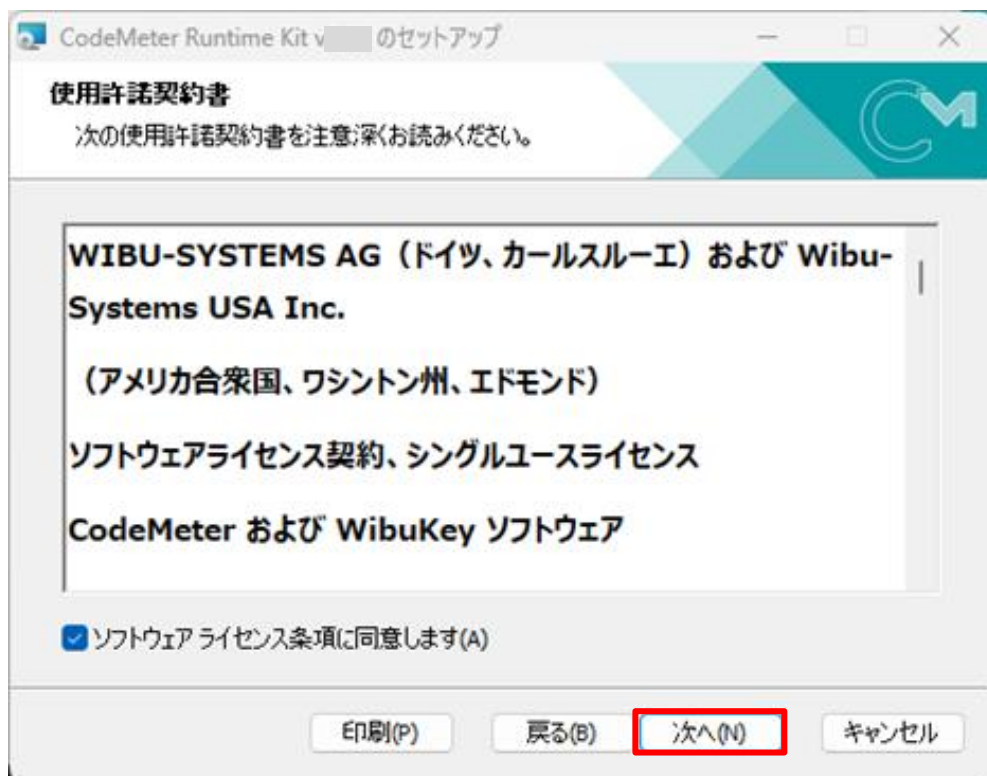 CodeMeter Runtime Kit v のセットアップ
使用許諾契約書
次の使用許諾契約書を注意深くお読みください。
WIBU-SYSTEMS AG（ドイツ、カールスルーエ）および Wibu-
Systems USA Inc.
（アメリカ合衆国、ワシントン州、エドモンド）
ソフトウェアライセンス契約、シングルユースライセンス
CodeMeter および WibuKey ソフトウェア
ソフトウェア ライセンス条項に同意します(A)
印刷(P) 戻る(B) 次へ(N) キャンセル